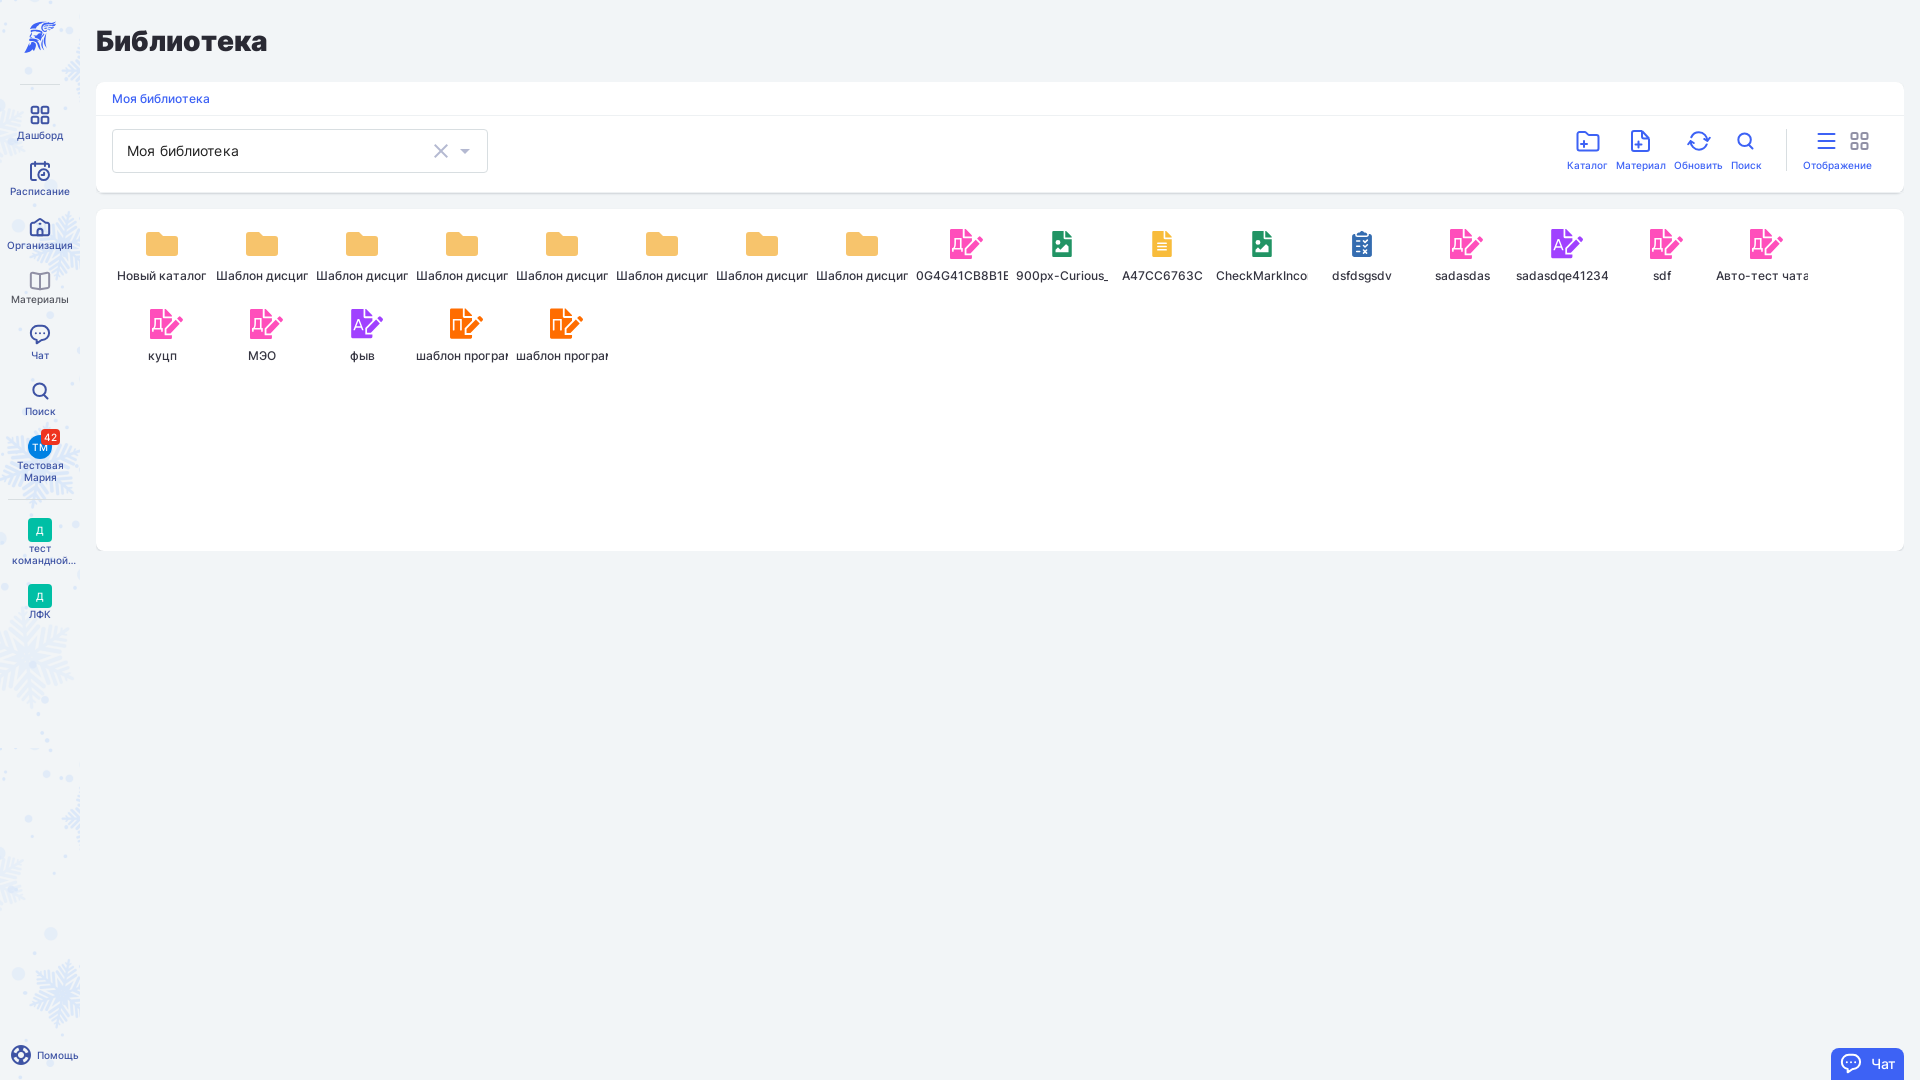 Библиотека
Моя библиотека
Моя библиотека
Каталог
Материал
Обновить
Поиск
Отображение
Дашборд
Расписание
Организация
Материалы
Чат
Поиск
42
ТМ
Тестовая
Мария
Д
тест
командной...
Д
ЛФК
Помощь
Новый каталог
Шаблон дисцип
Шаблон дисцип
Шаблон дисцип
Шаблон дисцип
Шаблон дисцип
Шаблон дисцип
Шаблон дисцип
Д
0G4G41CB8B1E
900px-Curious_
A47CC6763C
CheckMarkInco
dsfdsgsdv
Д
sadasdas
А
sadasdqe41234
Д
sdf
Д
Авто-тест чата
Д
куцп
Д
МЭО
А
фыв
П
шаблон програм
П
шаблон програм
Чат